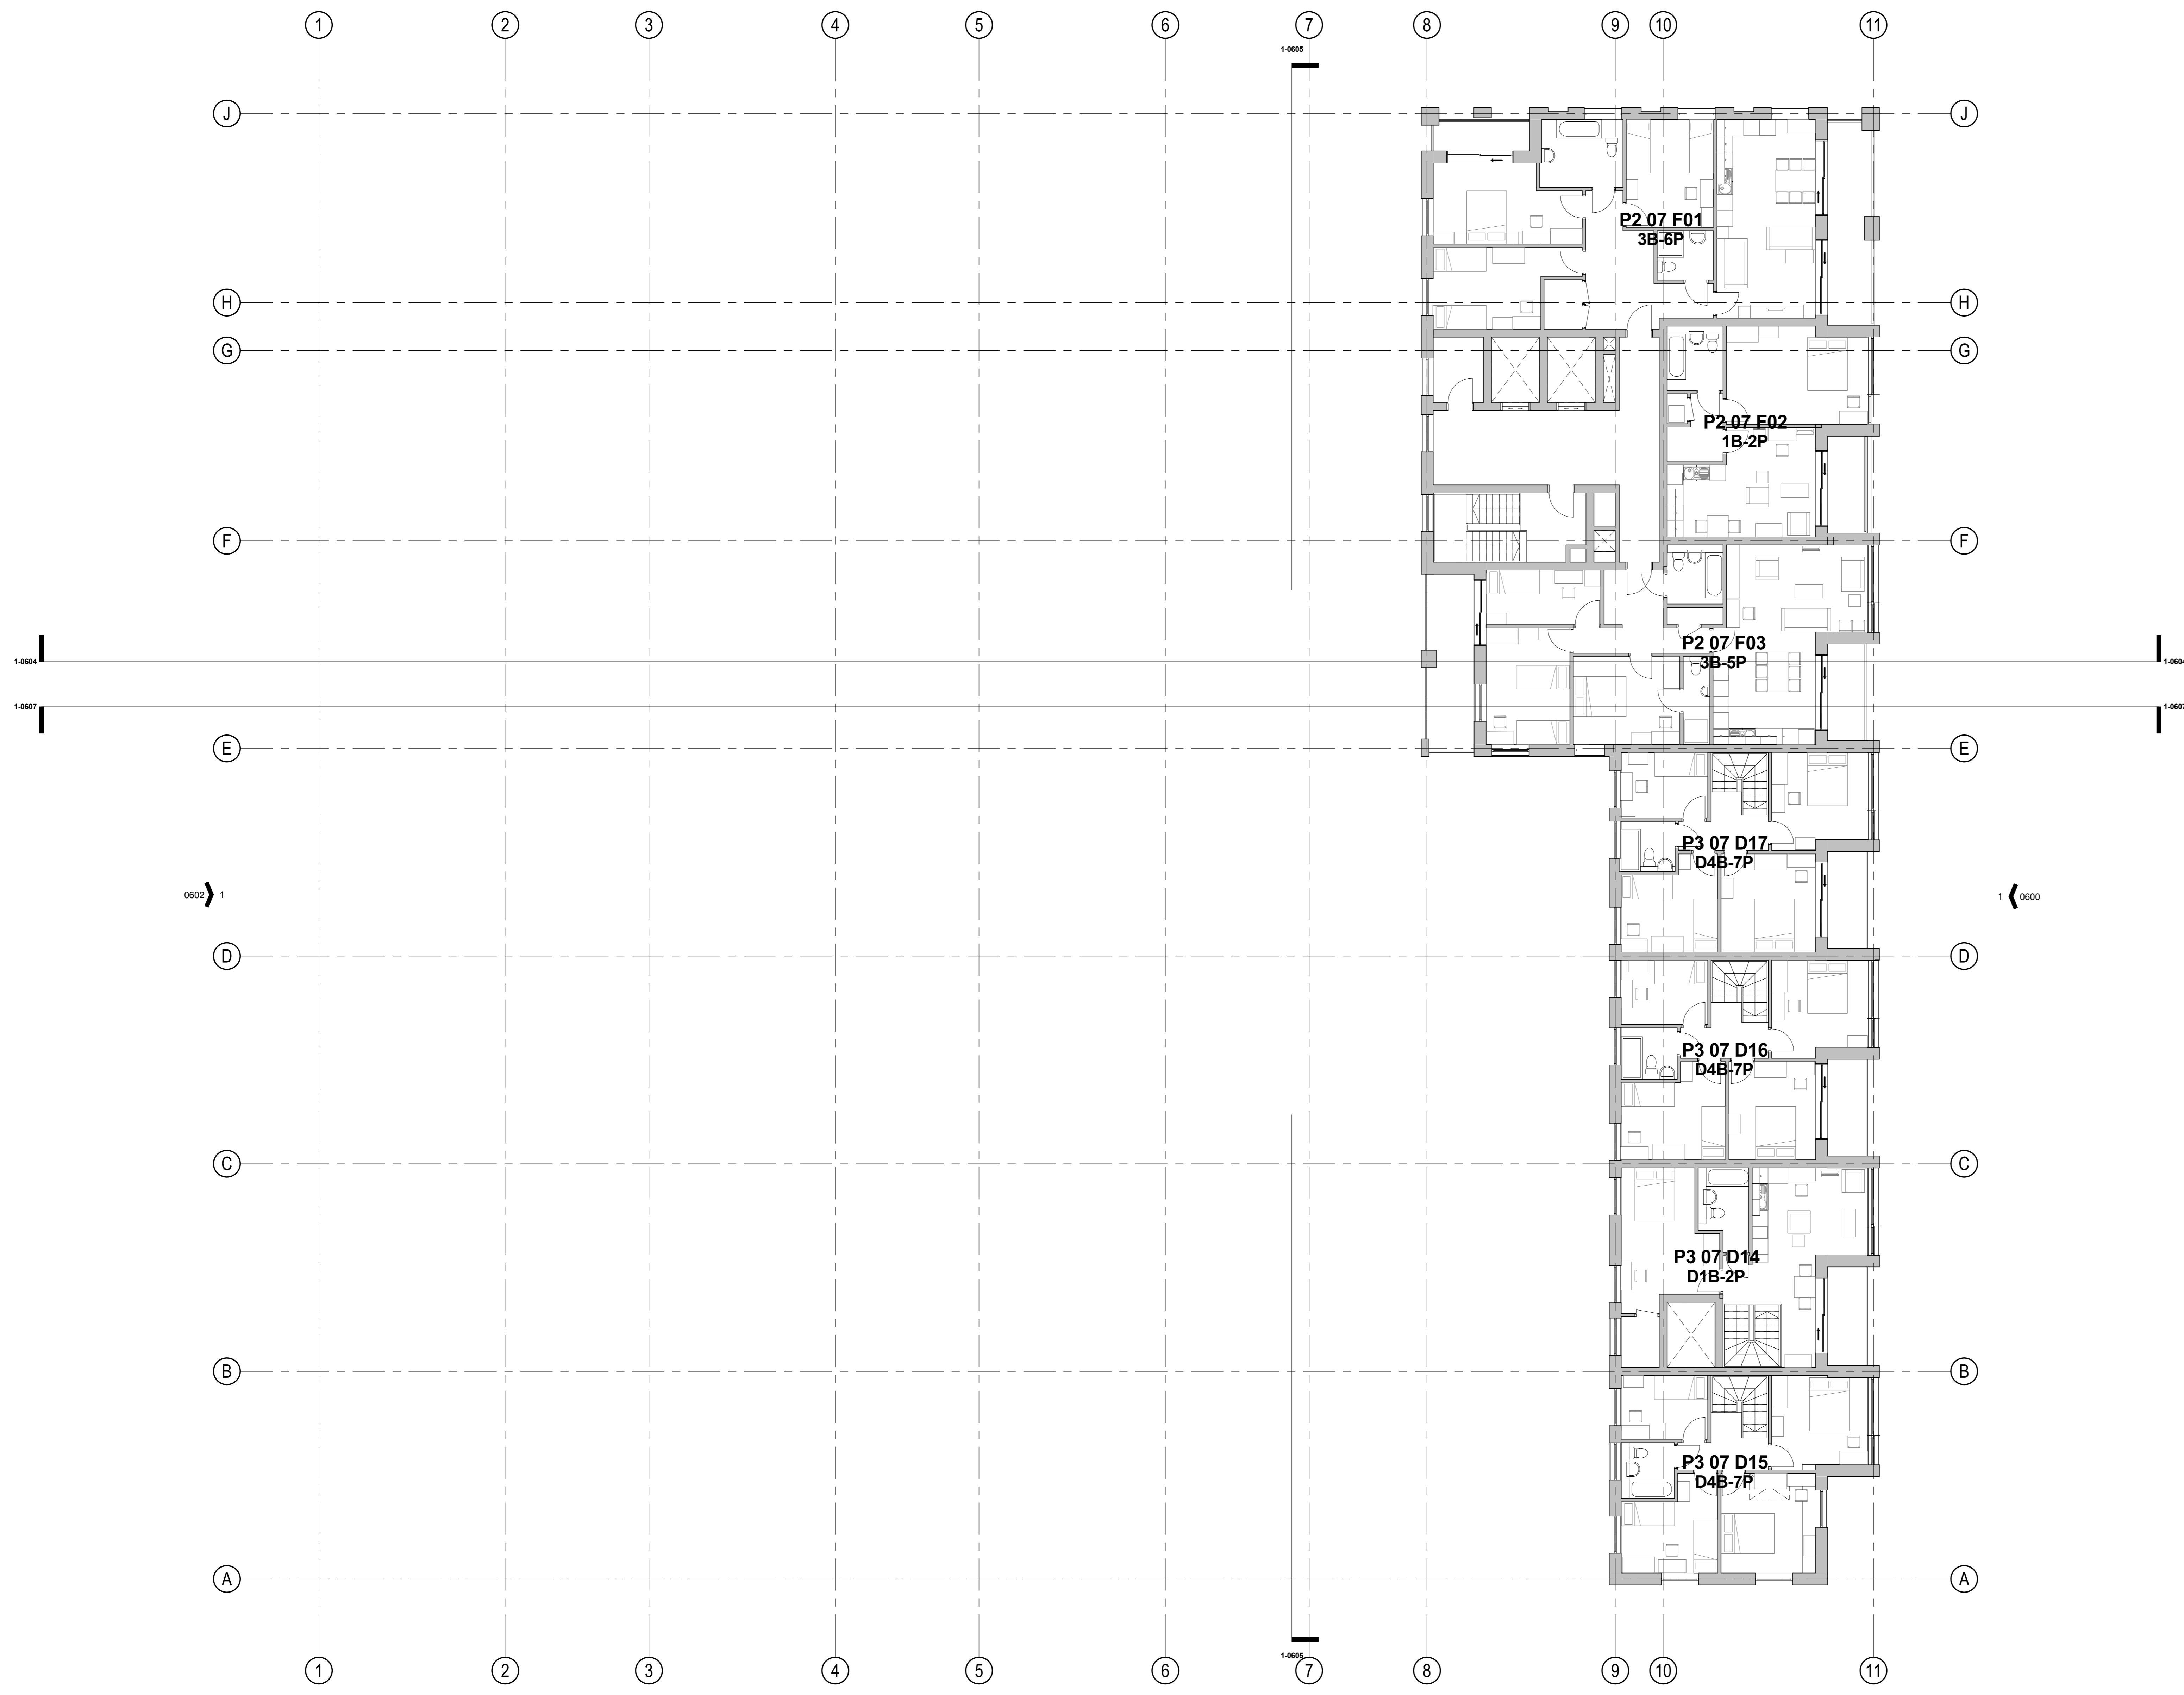 1 2 3 4 5 6 7 8 9 10 11
1-0605
J J
P2 07 F01
3B-6P
H H
G G
P2 07 F02
1B-2P
F F
P2 07 F03
3B-5P
1-0604 1-0604
1-0607 1-0607
E E
P3 07 D17
D4B-7P
0602 1 1 0600
D D
P3 07 D16
D4B-7P
C C
P3 07 D14
D1B-2P
B B
P3 07 D15
D4B-7P
A A
1-0605
1 2 3 4 5 6 7 8 9 10 11